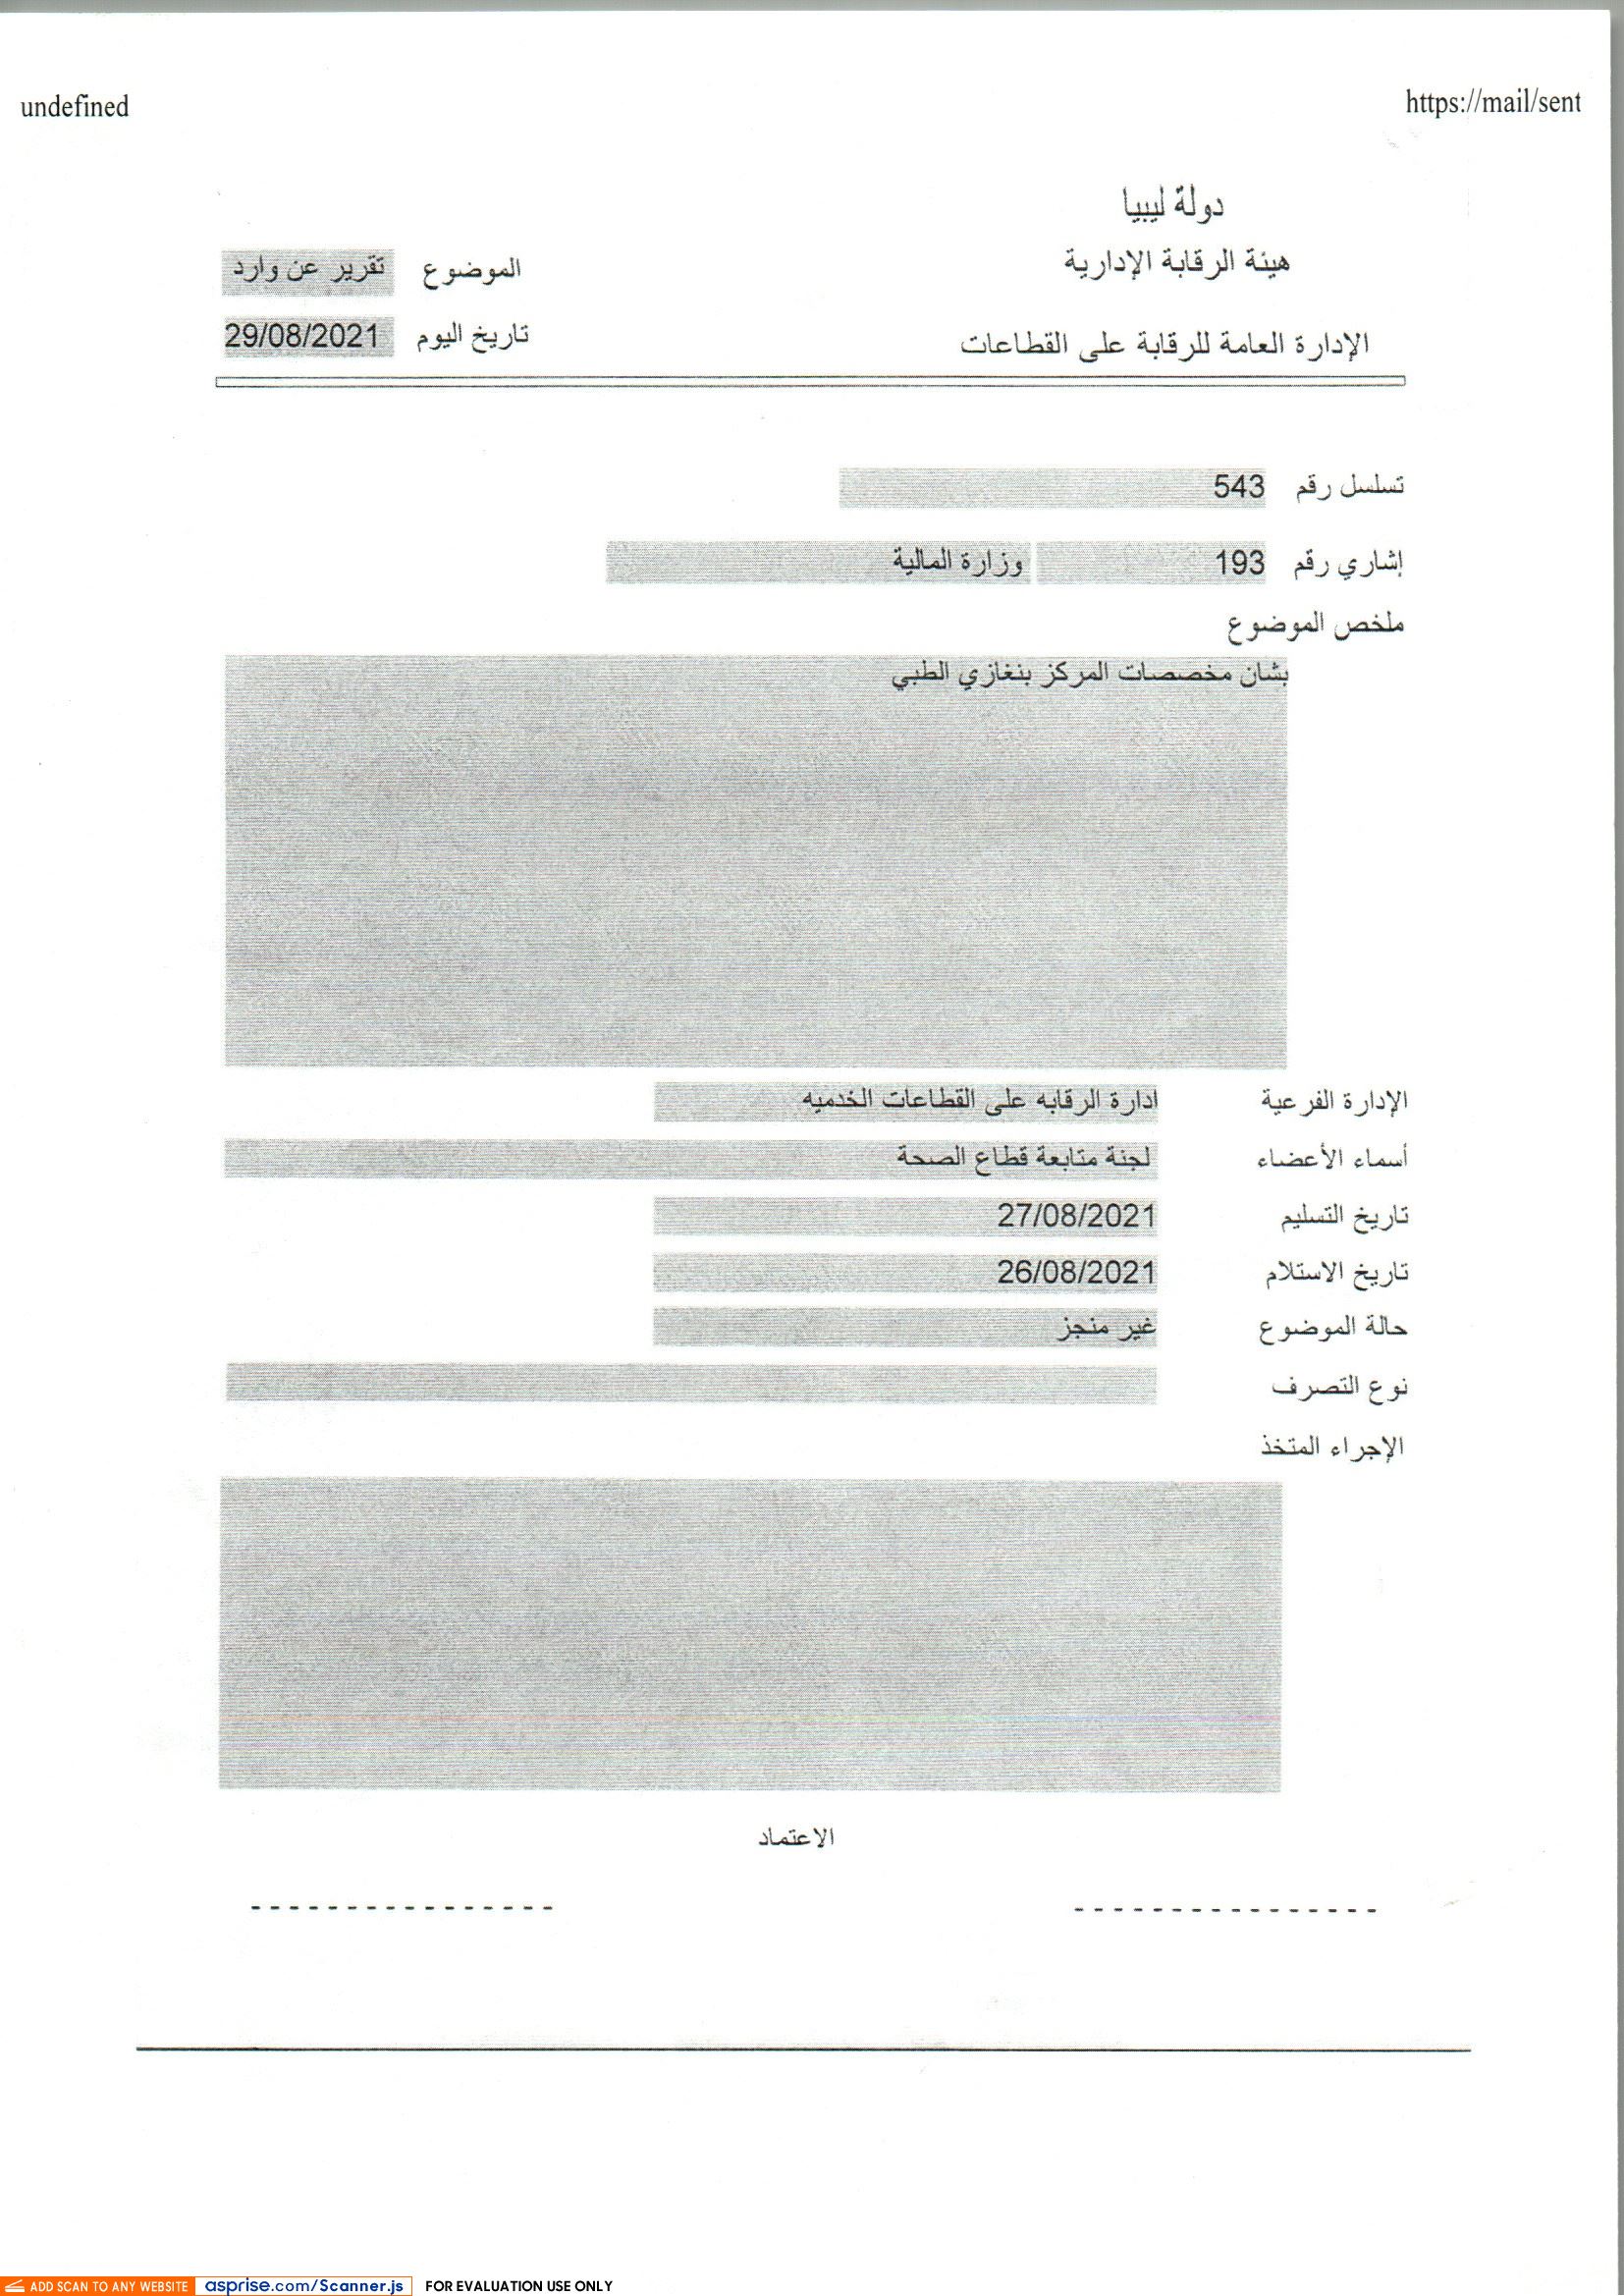 undefined
https://mail/sent
دولة ليبيا
هيئة الرقابة الإدارية
الموضوع تقرير عن وارد
الإدارة العامة للرقابة على القطاعات
تاريخ اليوم 29/08/2021
تسلسل رقم 543
إشاري رقم 193 وزارة المالية
ملخص الموضوع
بشان مخصصات المركز بنغازي الطبي
الإدارة الفرعية ادارة الرقابه على القطاعات الخدميه
أسماء الأعضاء لجنة متابعة قطاع الصحة
تاريخ التسليم 27/08/2021
تاريخ الاستلام 26/08/2021
حالة الموضوع غير منجز
نوع التصرف
الإجراء المتخذ
الاعتماد
---------------- ----------------
ADD SCAN TO ANY WEBSITE asprise.com/Scanner.js FOR EVALUATION USE ONLY